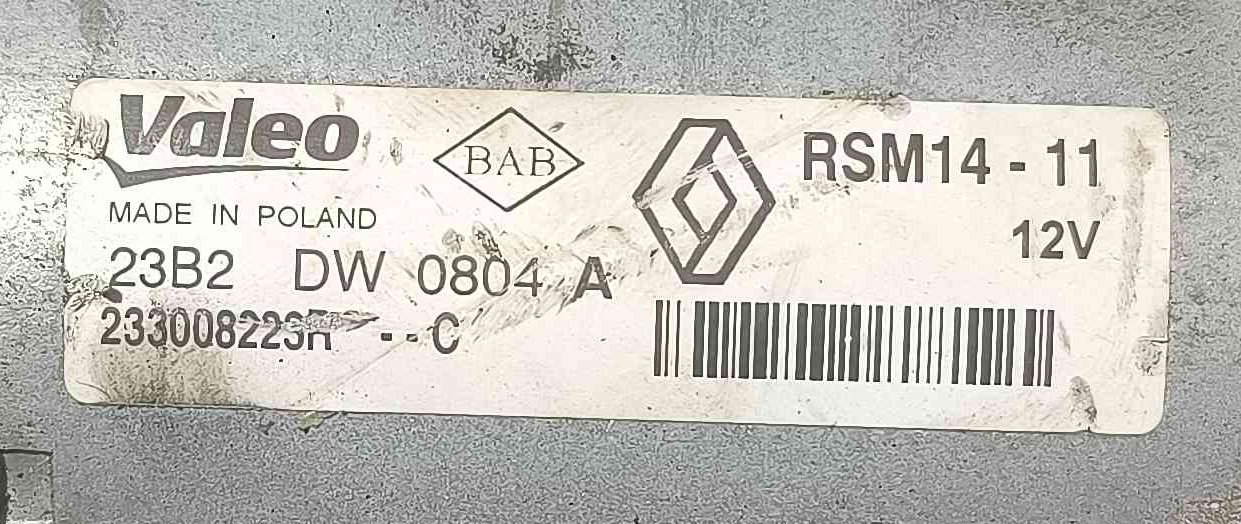 Valeo
BAB
RSM14 - 11
MADE IN POLAND
12V
23B2 DW 0804 A
233008223R - - C